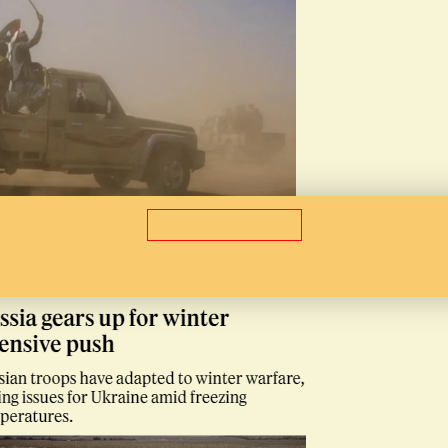 ssia gears up for winter
ensive push
sian troops have adapted to winter warfare,
ing issues for Ukraine amid freezing
peratures.